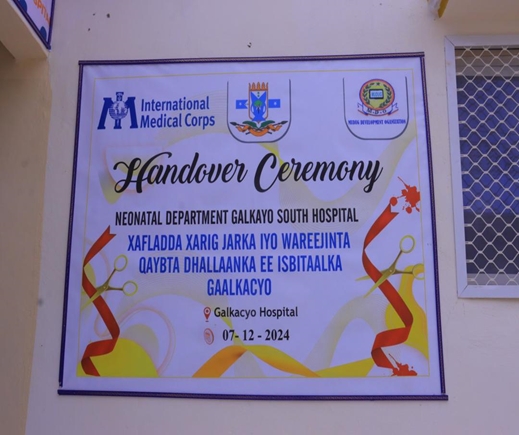 International
Medical Corps
Handover Ceremony
NEONATAL DEPARTMENT GALKAYO SOUTH HOSPITAL
XAFLADDA XARIG JARKA IYO WAREEJINTA
QAYBTA DHALLAANKA EE ISBITAALKA
GAALKACYO
Galkacyo Hospital
07- 12 - 2024